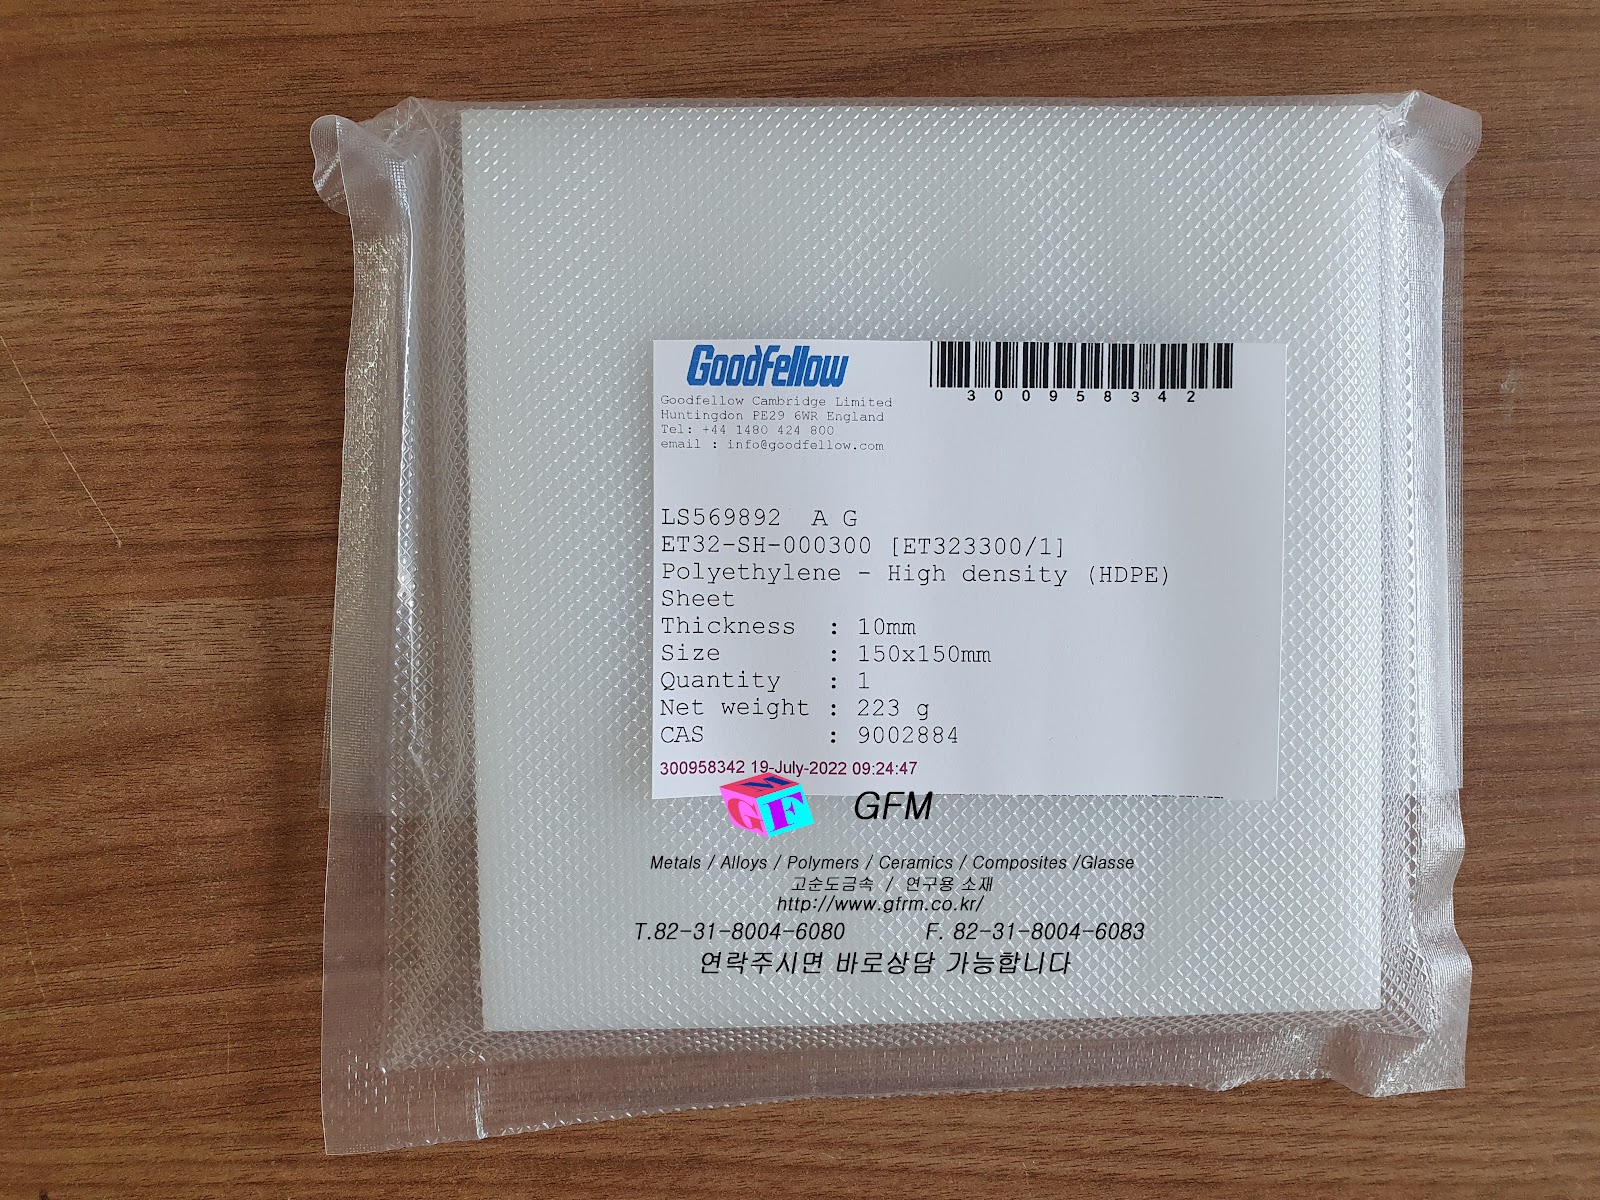 GoodFellow
300958342
Goodfellow Cambridge Limited
Huntingdon PE29 6WR England
Tel: +44 1480 424 800
email : info@goodfellow.com
LS569892 A G
ET32-SH-000300 [ET323300/1]
Polyethylene - High density (HDPE)
Sheet
Thickness : 10mm
Size : 150x150mm
Quantity : 1
Net weight : 223 g
CAS : 9002884
300958342 19-July-2022 09:24:47
GFM
GFM
Metals / Alloys / Polymers / Ceramics / Composites /Glasse
고순도금속 / 연구용 소재
http://www.gfrm.co.kr/
T.82-31-8004-6080 F. 82-31-8004-6083
연락주시면 바로상담 가능합니다